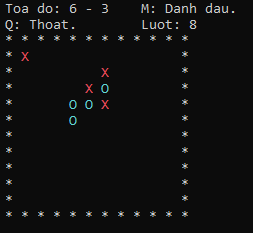 Toa do: 6 - 3    M: Danh dau.
Q: Thoat.        Luot: 8
* * * * * * * * * * * *
* X                   *
*           X         *
*         X O         *
*       O O X         *
*       O             *
*                     *
*                     *
*                     *
*                     *
*                     *
* * * * * * * * * * * *